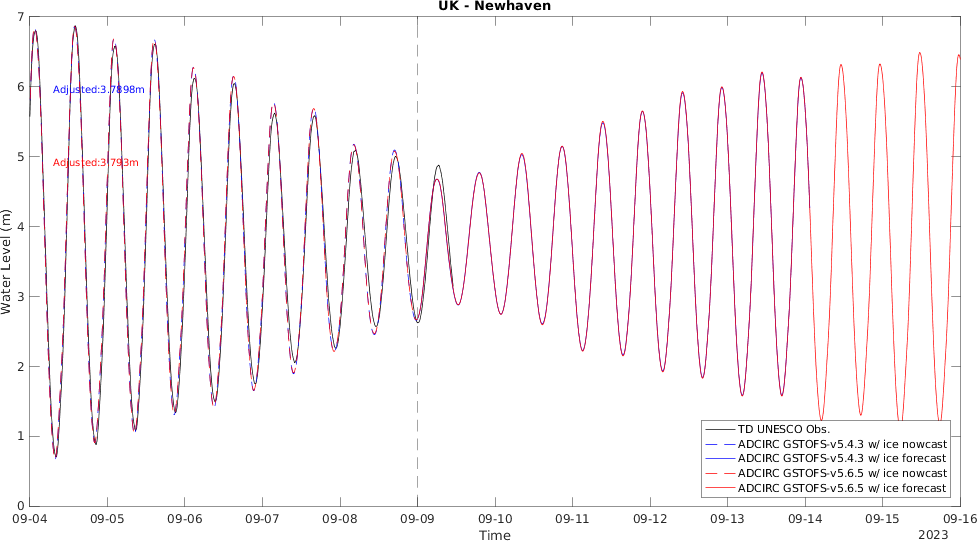 UK - Newhaven
7
6
5
4
3
2
1
0
Water Level (m)
Adjusted:3.7898m
Adjusted:3.793m
TD UNESCO Obs.
ADCIRC GSTOFS-v5.4.3 w/ ice nowcast
ADCIRC GSTOFS-v5.4.3 w/ ice forecast
ADCIRC GSTOFS-v5.6.5 w/ ice nowcast
ADCIRC GSTOFS-v5.6.5 w/ ice forecast
09-04 09-05 09-06 09-07 09-08 09-09 09-10 09-11 09-12 09-13 09-14 09-15 09-16
Time
2023